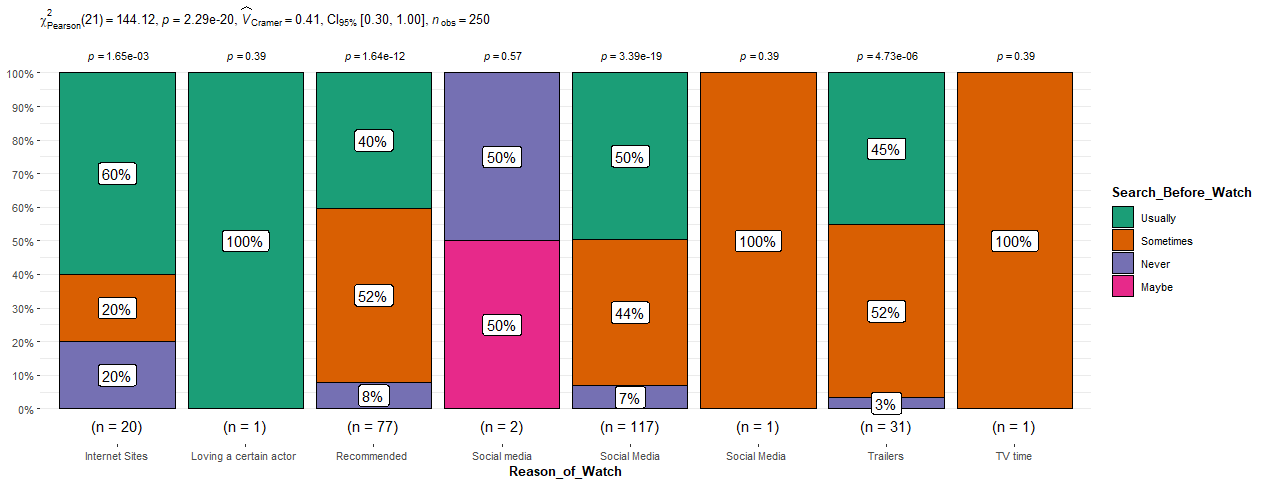 χ²Pearson(21) = 144.12, p = 2.29e-20, V̂Cramer = 0.41, CI95% [0.30, 1.00], nobs = 250
p = 1.65e-03 p = 0.39 p = 1.64e-12 p = 0.57 p = 3.39e-19 p = 0.39 p = 4.73e-06 p = 0.39
100%
90%
80%
70%
60%
50%
40%
30%
20%
10%
0%
60%
20%
20%
100%
40%
52%
8%
50%
50%
50%
44%
7%
100%
45%
52%
3%
100%
(n = 20) (n = 1) (n = 77) (n = 2) (n = 117) (n = 1) (n = 31) (n = 1)
Internet Sites Loving a certain actor Recommended Social media Social Media Social Media Trailers TV time
Reason_of_Watch
Search_Before_Watch
Usually
Sometimes
Never
Maybe